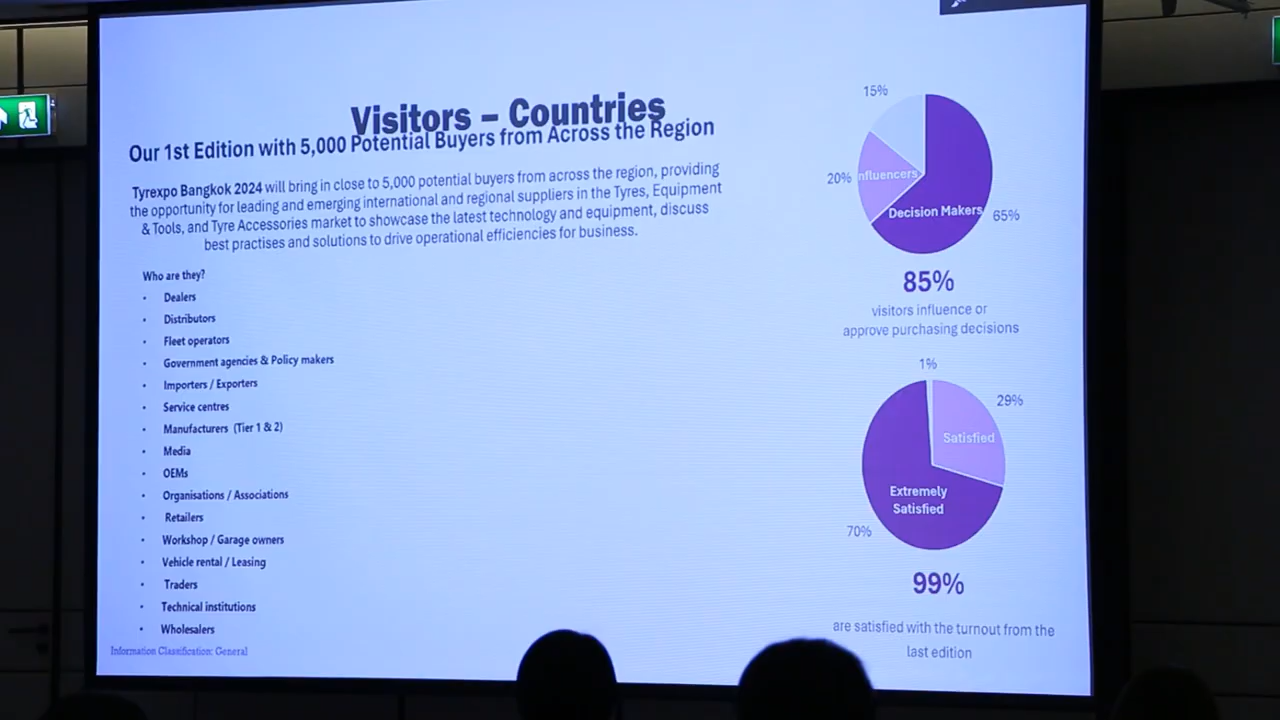 Visitors – Countries
Our 1st Edition with 5,000 Potential Buyers from Across the Region
Tyrexpo Bangkok 2024 will bring in close to 5,000 potential buyers from across the region, providing
the opportunity for leading and emerging international and regional suppliers in the Tyres, Equipment
& Tools, and Tyre Accessories market to showcase the latest technology and equipment, discuss
best practises and solutions to drive operational efficiencies for business.
Who are they?
• Dealers
• Distributors
• Fleet operators
• Government agencies & Policy makers
• Importers / Exporters
• Service centres
• Manufacturers (Tier 1 & 2)
• Media
• OEMs
• Organisations / Associations
• Retailers
• Workshop / Garage owners
• Vehicle rental / Leasing
• Traders
• Technical institutions
• Wholesalers
Information Classification: General
15%
20%
nfluencers
Decision Makers
65%
85%
visitors influence or
approve purchasing decisions
1%
29%
Satisfied
Extremely
Satisfied
70%
99%
are satisfied with the turnout from the
last edition